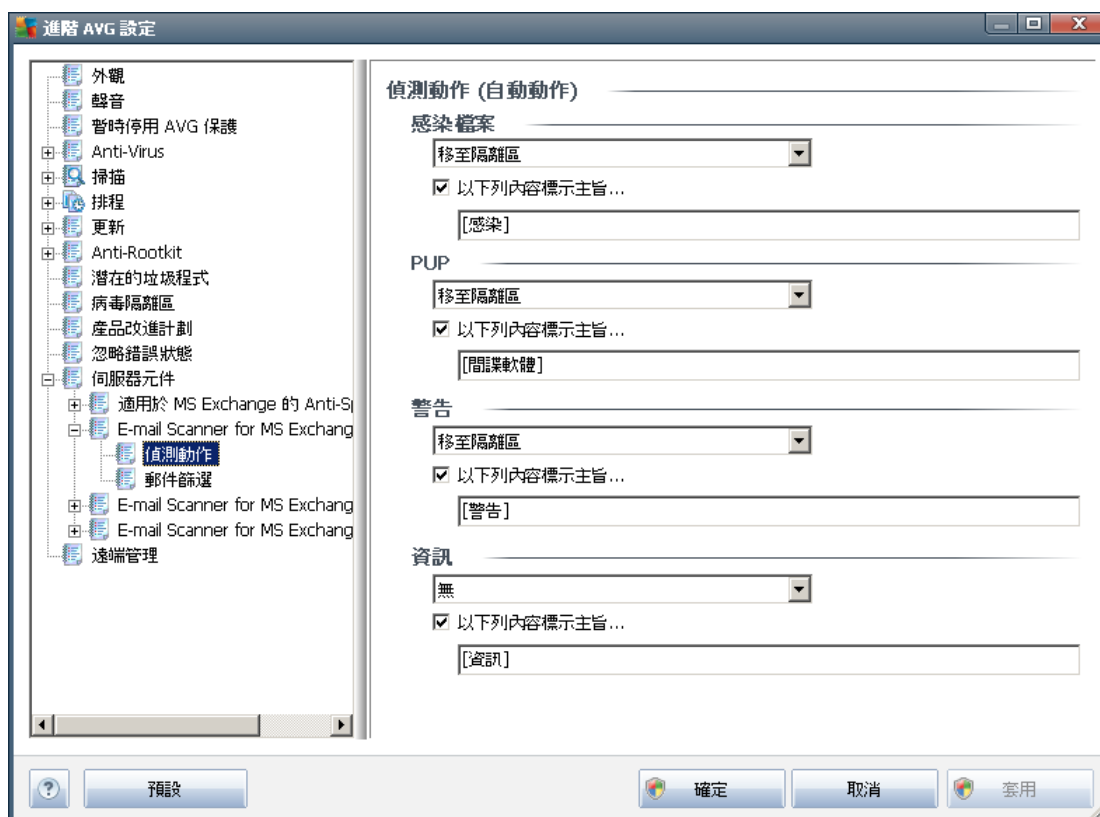 進階 AVG 設定
外觀
聲音
暫時停用 AVG 保護
Anti-Virus
掃描
排程
更新
Anti-Rootkit
潛在的垃圾程式
病毒隔離區
產品改進計劃
忽略錯誤狀態
伺服器元件
適用於 MS Exchange 的 Anti-Sp
E-mail Scanner for MS Exchang
偵測動作
郵件篩選
E-mail Scanner for MS Exchang
E-mail Scanner for MS Exchang
遠端管理
偵測動作 (自動動作)
感染檔案
移至隔離區
以下列內容標示主旨...
[感染]
PUP
移至隔離區
以下列內容標示主旨...
[間諜軟體]
警告
移至隔離區
以下列內容標示主旨...
[警告]
資訊
無
以下列內容標示主旨...
[資訊]
?
預設
確定
取消
套用